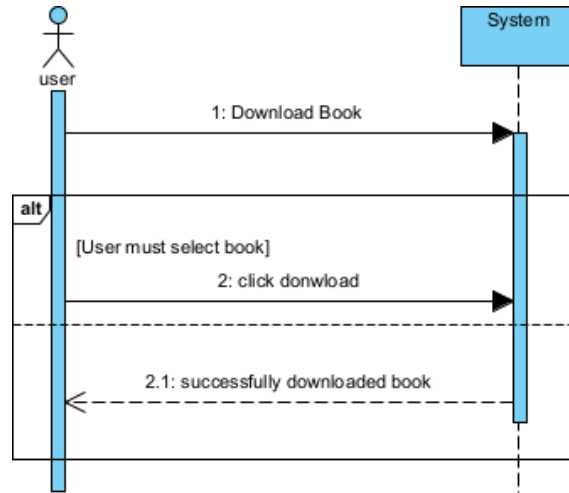 System
user
1: Download Book
alt
[User must select book]
2: click donwload
2.1: successfully downloaded book